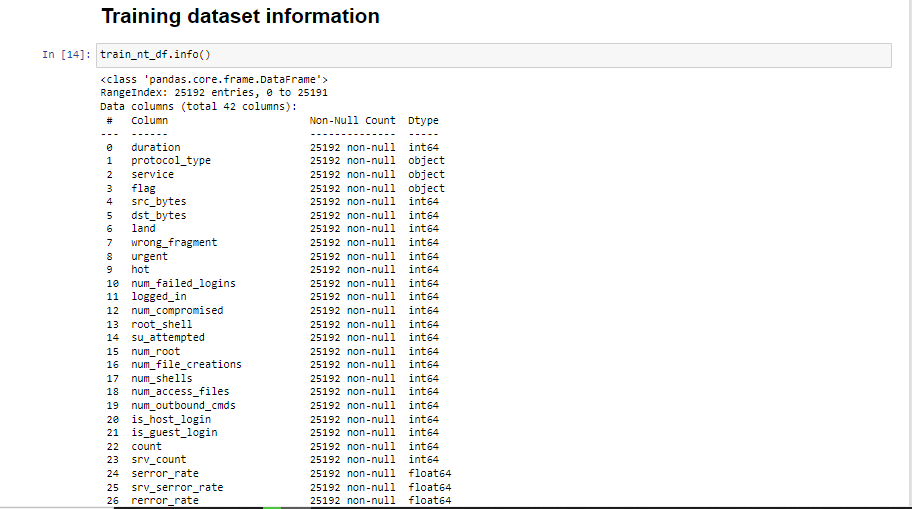 Training dataset information
In [14]: train_nt_df.info()
<class 'pandas.core.frame.DataFrame'>
RangeIndex: 25192 entries, 0 to 25191
Data columns (total 42 columns):
 #   Column                       Non-Null Count  Dtype
---  ------                       --------------  -----
 0   duration                     25192 non-null  int64
 1   protocol_type                25192 non-null  object
 2   service                      25192 non-null  object
 3   flag                         25192 non-null  object
 4   src_bytes                    25192 non-null  int64
 5   dst_bytes                    25192 non-null  int64
 6   land                         25192 non-null  int64
 7   wrong_fragment               25192 non-null  int64
 8   urgent                       25192 non-null  int64
 9   hot                          25192 non-null  int64
 10  num_failed_logins            25192 non-null  int64
 11  logged_in                    25192 non-null  int64
 12  num_compromised              25192 non-null  int64
 13  root_shell                   25192 non-null  int64
 14  su_attempted                 25192 non-null  int64
 15  num_root                     25192 non-null  int64
 16  num_file_creations           25192 non-null  int64
 17  num_shells                   25192 non-null  int64
 18  num_access_files             25192 non-null  int64
 19  num_outbound_cmds            25192 non-null  int64
 20  is_host_login                25192 non-null  int64
 21  is_guest_login               25192 non-null  int64
 22  count                        25192 non-null  int64
 23  srv_count                    25192 non-null  int64
 24  serror_rate                  25192 non-null  float64
 25  srv_serror_rate              25192 non-null  float64
 26  rerror_rate                  25192 non-null  float64